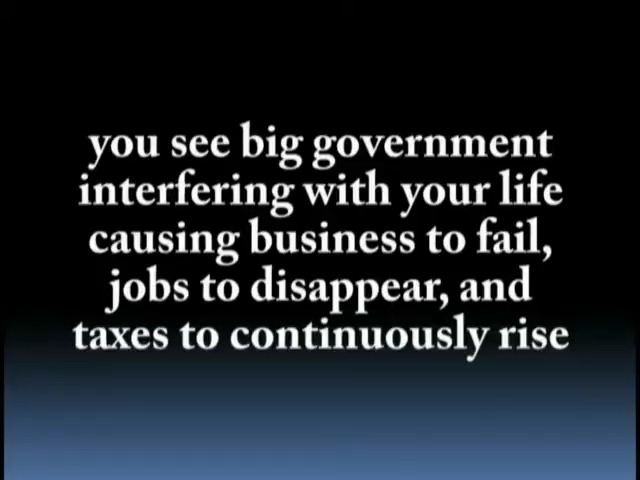 you see big government
interfering with your life
causing business to fail,
jobs to disappear, and
taxes to continuously rise